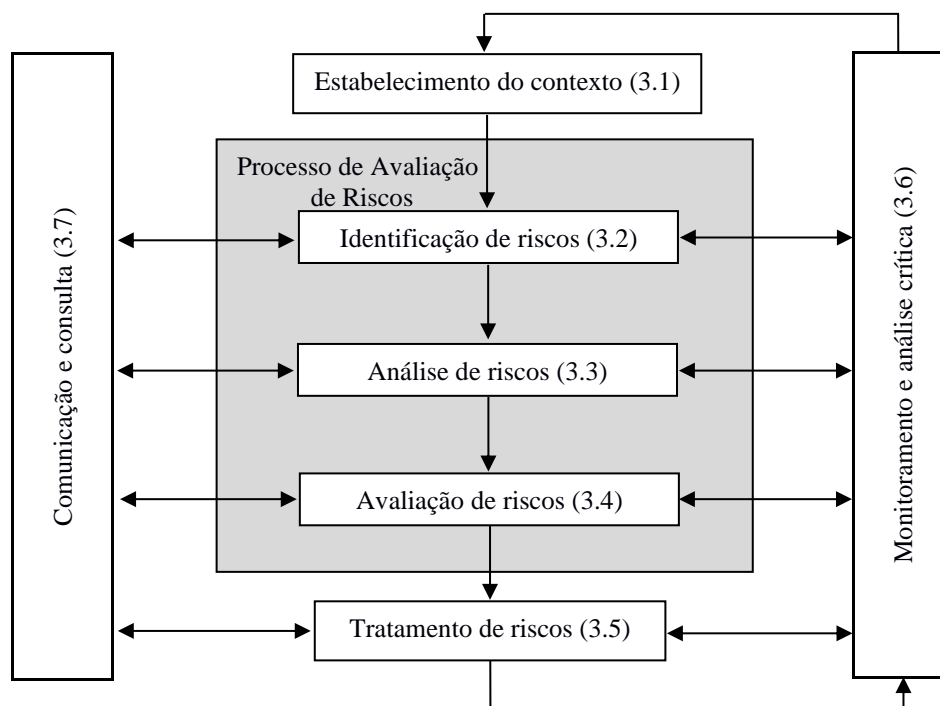 Estabelecimento do contexto (3.1)
Processo de Avaliação
de Riscos
Identificação de riscos (3.2)
Análise de riscos (3.3)
Avaliação de riscos (3.4)
Tratamento de riscos (3.5)
Comunicação e consulta (3.7)
Monitoramento e análise crítica (3.6)